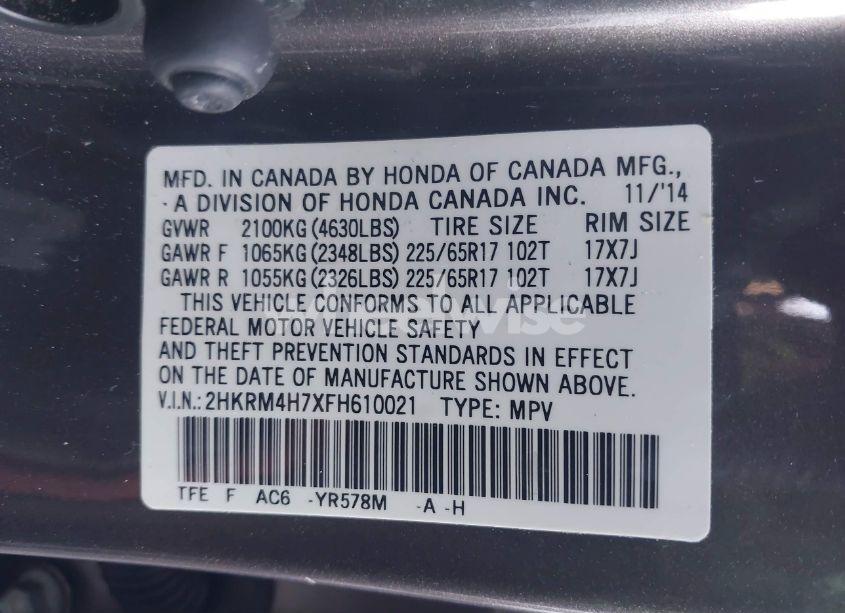 MFD. IN CANADA BY HONDA OF CANADA MFG.,
A DIVISION OF HONDA CANADA INC. 11/'14
GVWR 2100KG (4630LBS) TIRE SIZE RIM SIZE
GAWR F 1065KG (2348LBS) 225/65R17 102T 17X7J
GAWR R 1055KG (2326LBS) 225/65R17 102T 17X7J
THIS VEHICLE CONFORMS TO ALL APPLICABLE
FEDERAL MOTOR VEHICLE SAFETY
AND THEFT PREVENTION STANDARDS IN EFFECT
ON THE DATE OF MANUFACTURE SHOWN ABOVE.
V.I.N.: 2HKRM4H7XFH610021 TYPE: MPV
TFE F AC6 -YR578M -A -H